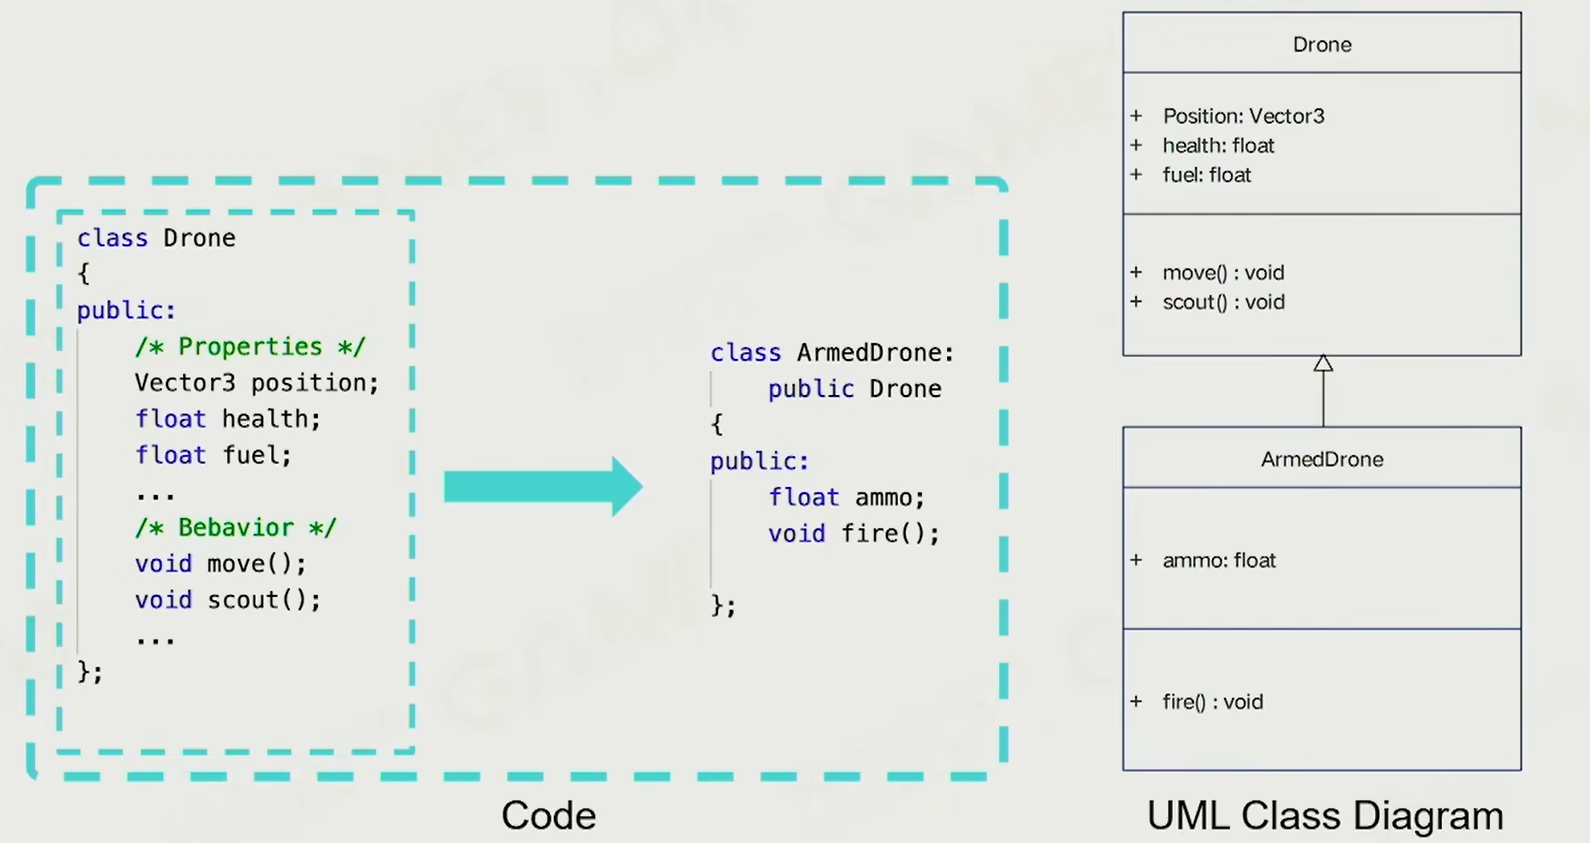 class Drone
{
public:
/* Properties */
Vector3 position;
float health;
float fuel;
...
/* Bebavior */
void move();
void scout();
...
};
class ArmedDrone:
public Drone
{
public:
float ammo;
void fire();
};
Code
Drone
+ Position: Vector3
+ health: float
+ fuel: float
+ move() : void
+ scout() : void
ArmedDrone
+ ammo: float
+ fire() : void
UML Class Diagram